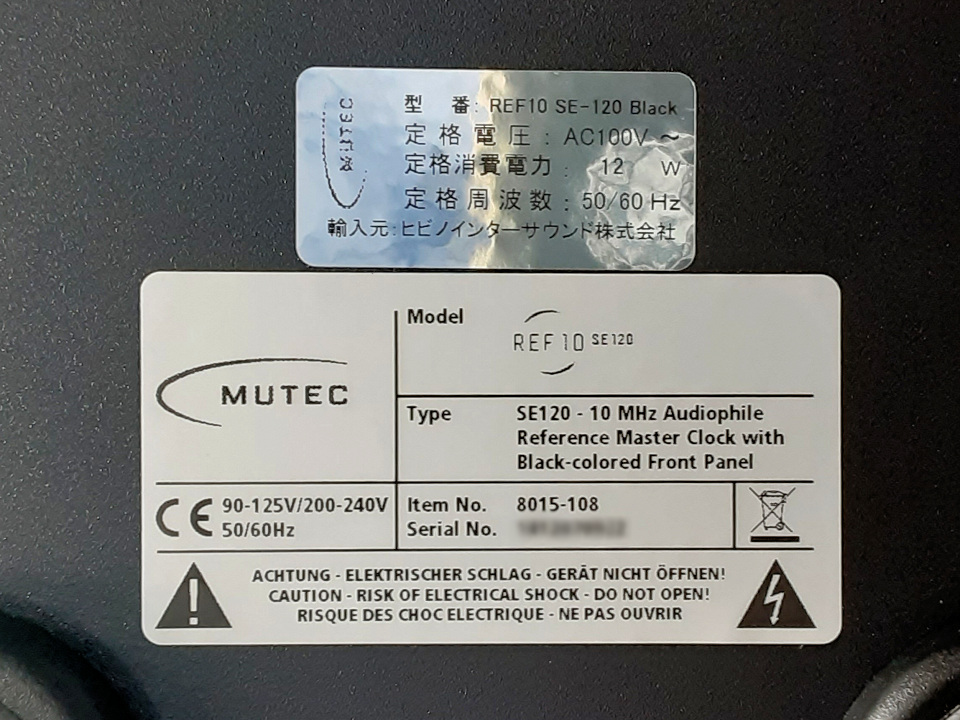 MUTEC
型 番: REF10 SE-120 Black
定 格 電 圧 : AC100V ~
定格消費電力 : 12 W
定 格 周 波 数 : 50/60 Hz
輸入元:ヒビノインターサウンド株式会社
MUTEC
Model
REF10 SE120
Type
SE120 - 10 MHz Audiophile
Reference Master Clock with
Black-colored Front Panel
CE 90-125V/200-240V
50/60Hz
Item No. 8015-108
Serial No.
ACHTUNG - ELEKTRISCHER SCHLAG - GERÄT NICHT ÖFFNEN!
CAUTION - RISK OF ELECTRICAL SHOCK - DO NOT OPEN!
RISQUE DES CHOC ELECTRIQUE - NE PAS OUVRIR